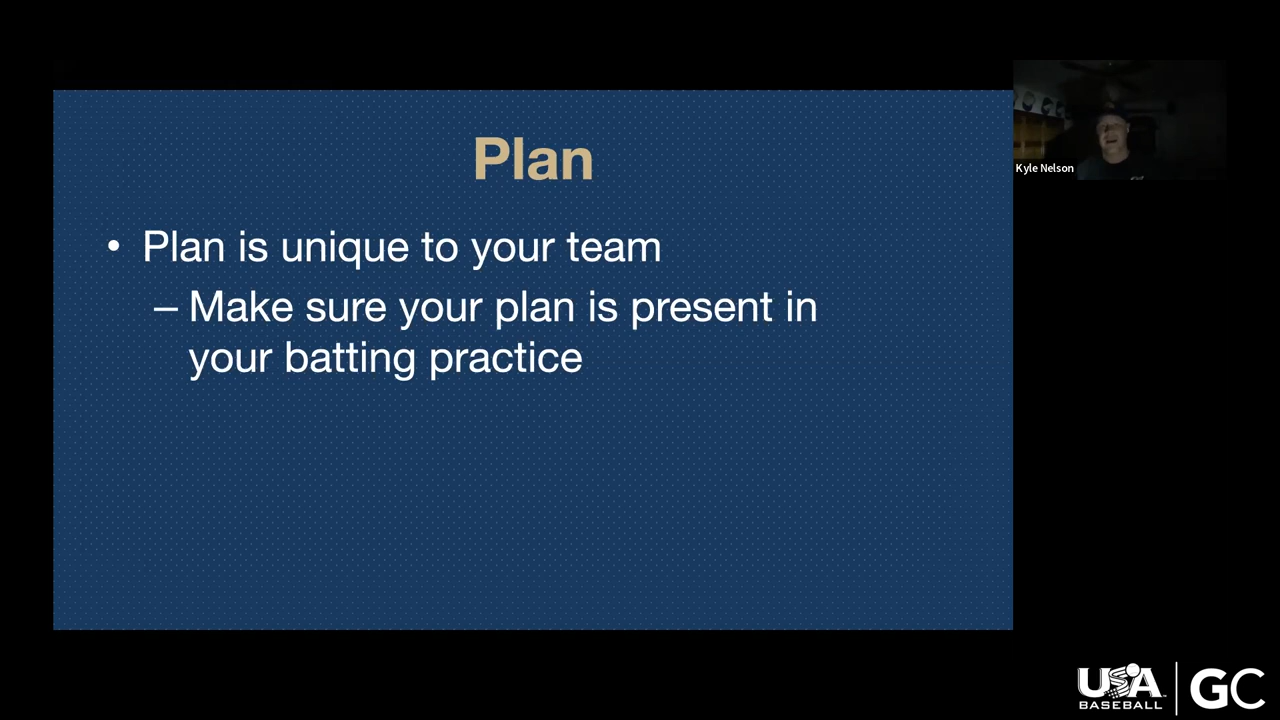 Plan
• Plan is unique to your team
– Make sure your plan is present in
your batting practice
Kyle Nelson
USA
BASEBALL
GC